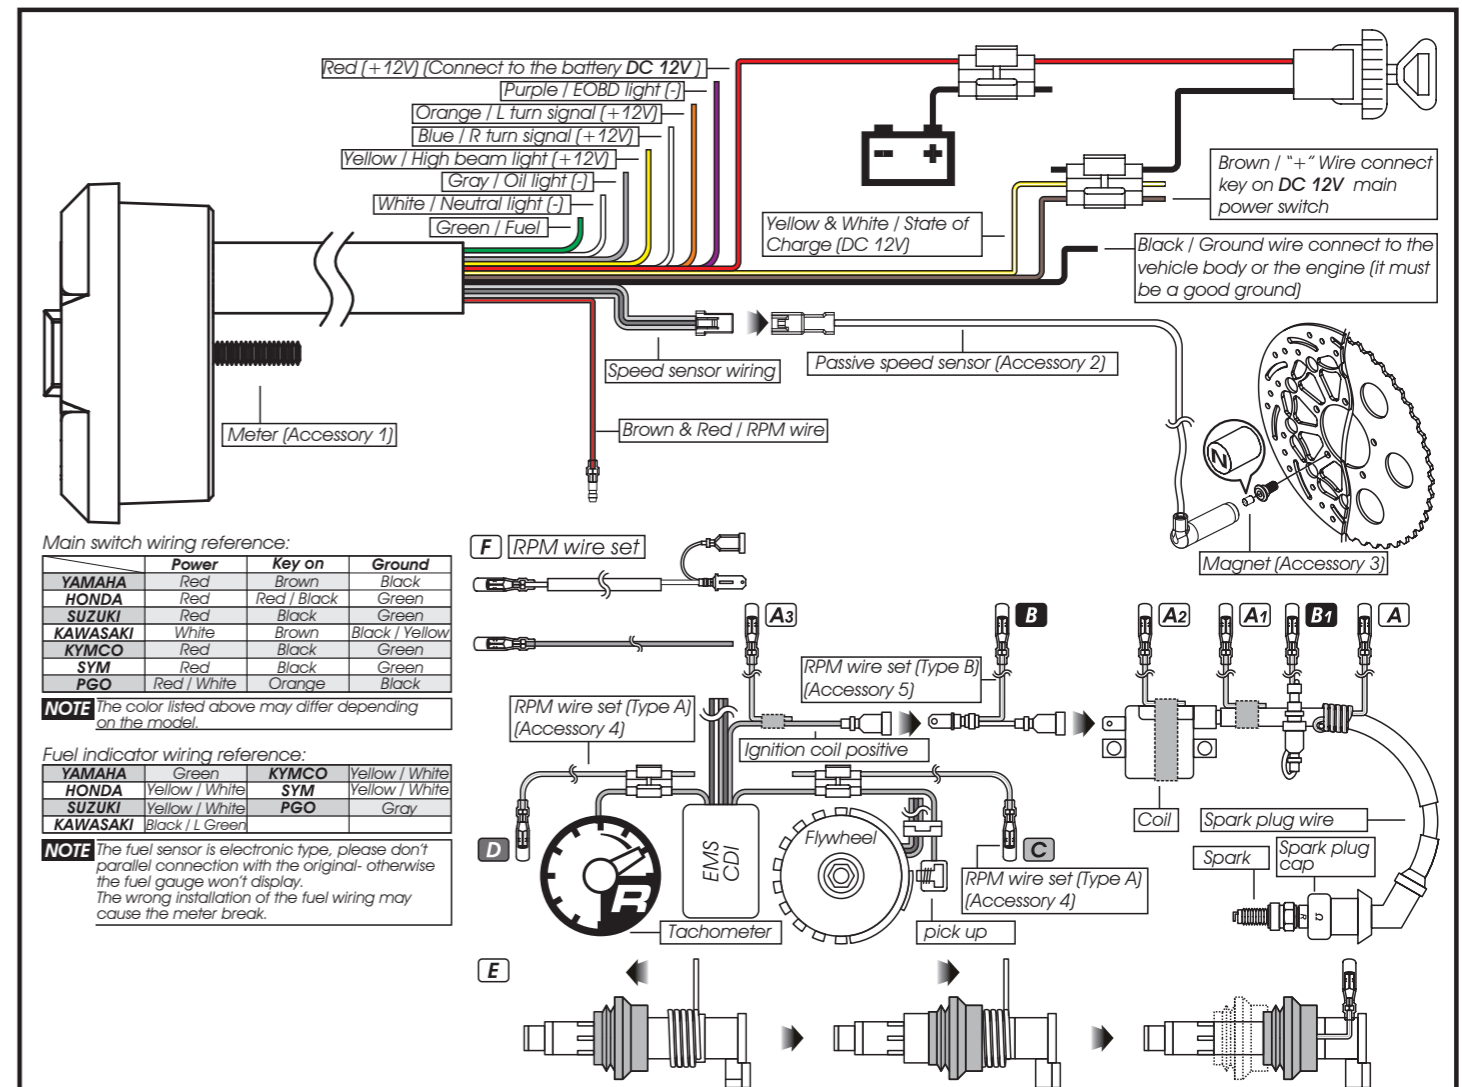 Red (+12V) (Connect to the battery DC 12V )
Purple / EOBD light (-)
Orange / L turn signal (+12V)
Blue / R turn signal (+12V)
Yellow / High beam light (+12V)
Gray / Oil light (-)
White / Neutral light (-)
Green / Fuel
Yellow & White / State of
Charge (DC 12V)
Brown / "+" Wire connect
key on DC 12V main
power switch
Black / Ground wire connect to the
vehicle body or the engine (it must
be a good ground)
Speed sensor wiring
Passive speed sensor (Accessory 2)
Meter (Accessory 1)
Brown & Red / RPM wire
N
Magnet (Accessory 3)
Main switch wiring reference:
Power Key on Ground
YAMAHA Red Brown Black
HONDA Red Red / Black Green
SUZUKI Red Black Green
KAWASAKI White Brown Black / Yellow
KYMCO Red Black Green
SYM Red Black Green
PGO Red / White Orange Black
NOTE The color listed above may differ depending
on the model.
Fuel indicator wiring reference:
YAMAHA Green KYMCO Yellow / White
HONDA Yellow / White SYM Yellow / White
SUZUKI Yellow / White PGO Gray
KAWASAKI Black / L Green
NOTE The fuel sensor is electronic type, please don't
parallel connection with the original- otherwise
the fuel gauge won't display.
The wrong installation of the fuel wiring may
cause the meter break.
F RPM wire set
A3
B
A2
A1
B1
A
RPM wire set (Type B)
(Accessory 5)
RPM wire set (Type A)
(Accessory 4)
Ignition coil positive
D
R
Tachometer
EMS
CDI
Flywheel
C
RPM wire set (Type A)
(Accessory 4)
pick up
Coil
Spark plug wire
Spark
Spark plug
cap
R
Ω
E